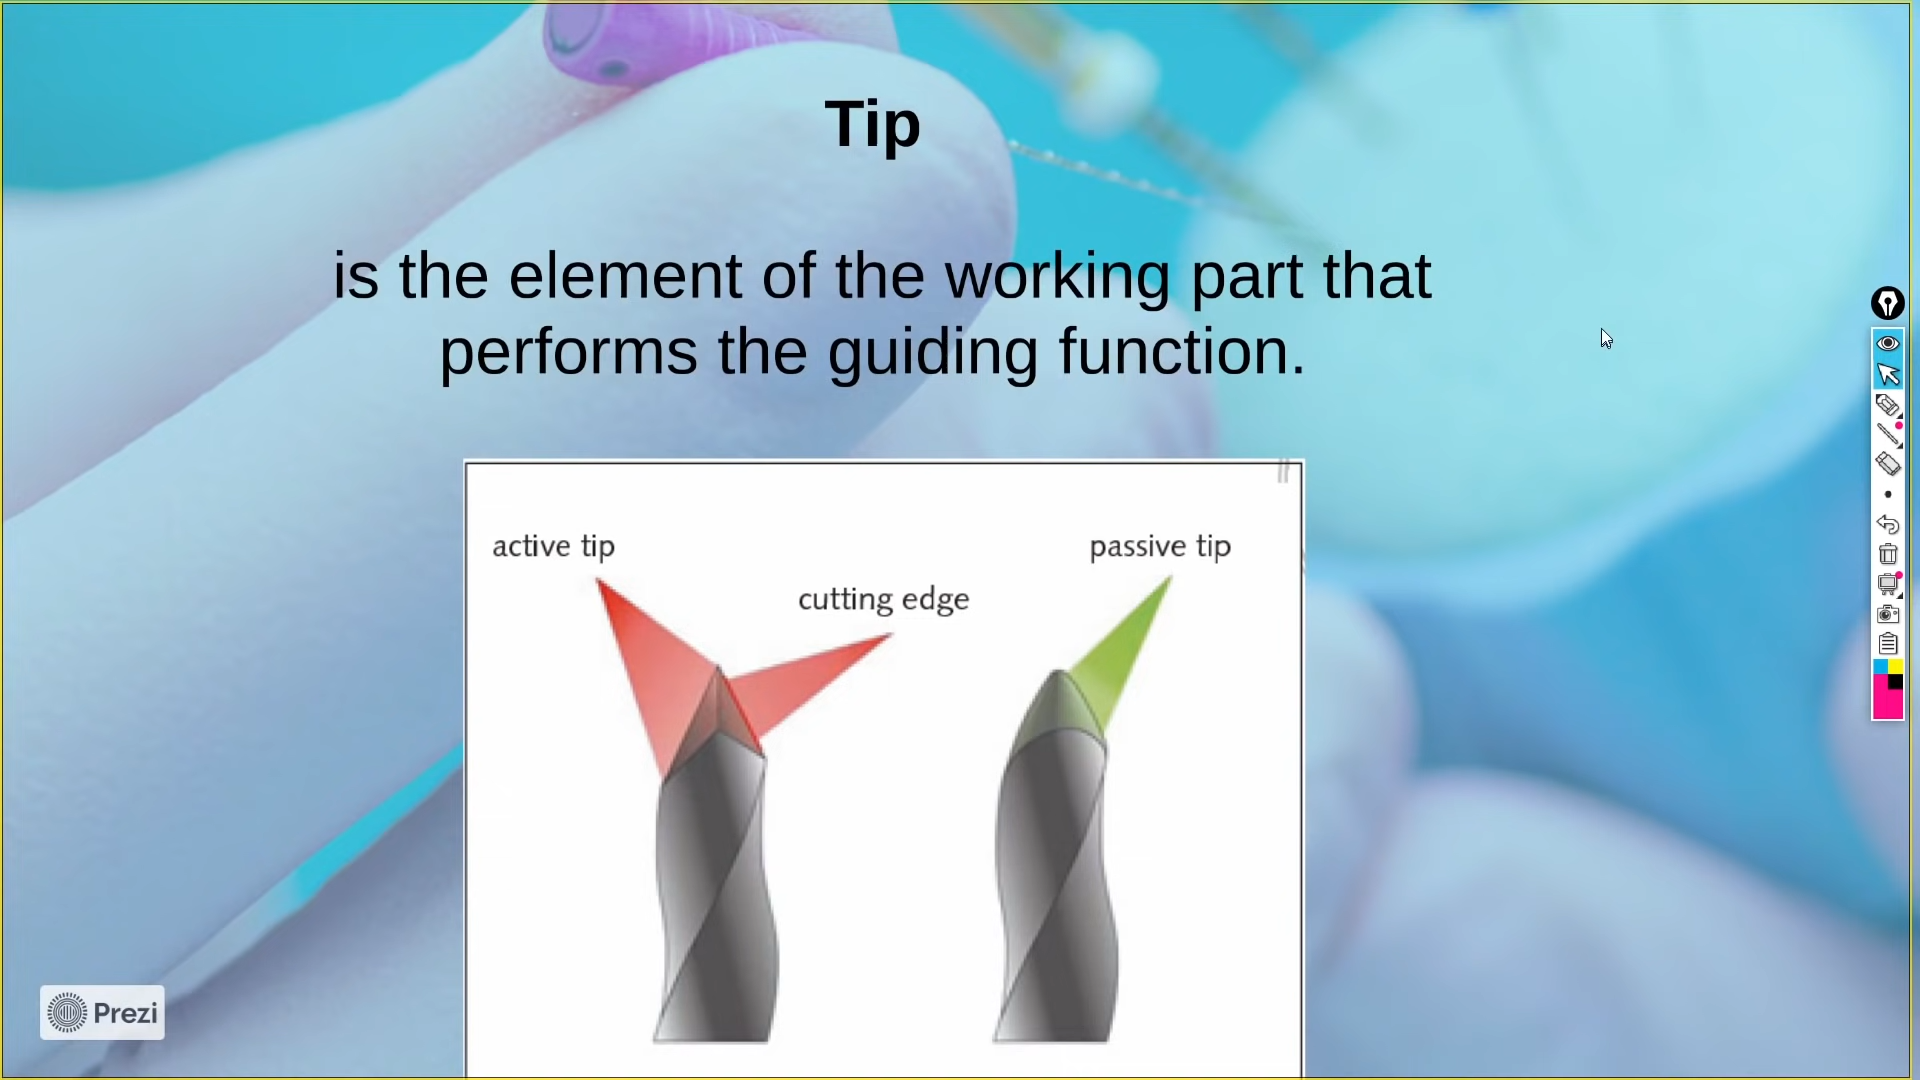 Tip
is the element of the working part that
performs the guiding function.
active tip
passive tip
cutting edge
Prezi